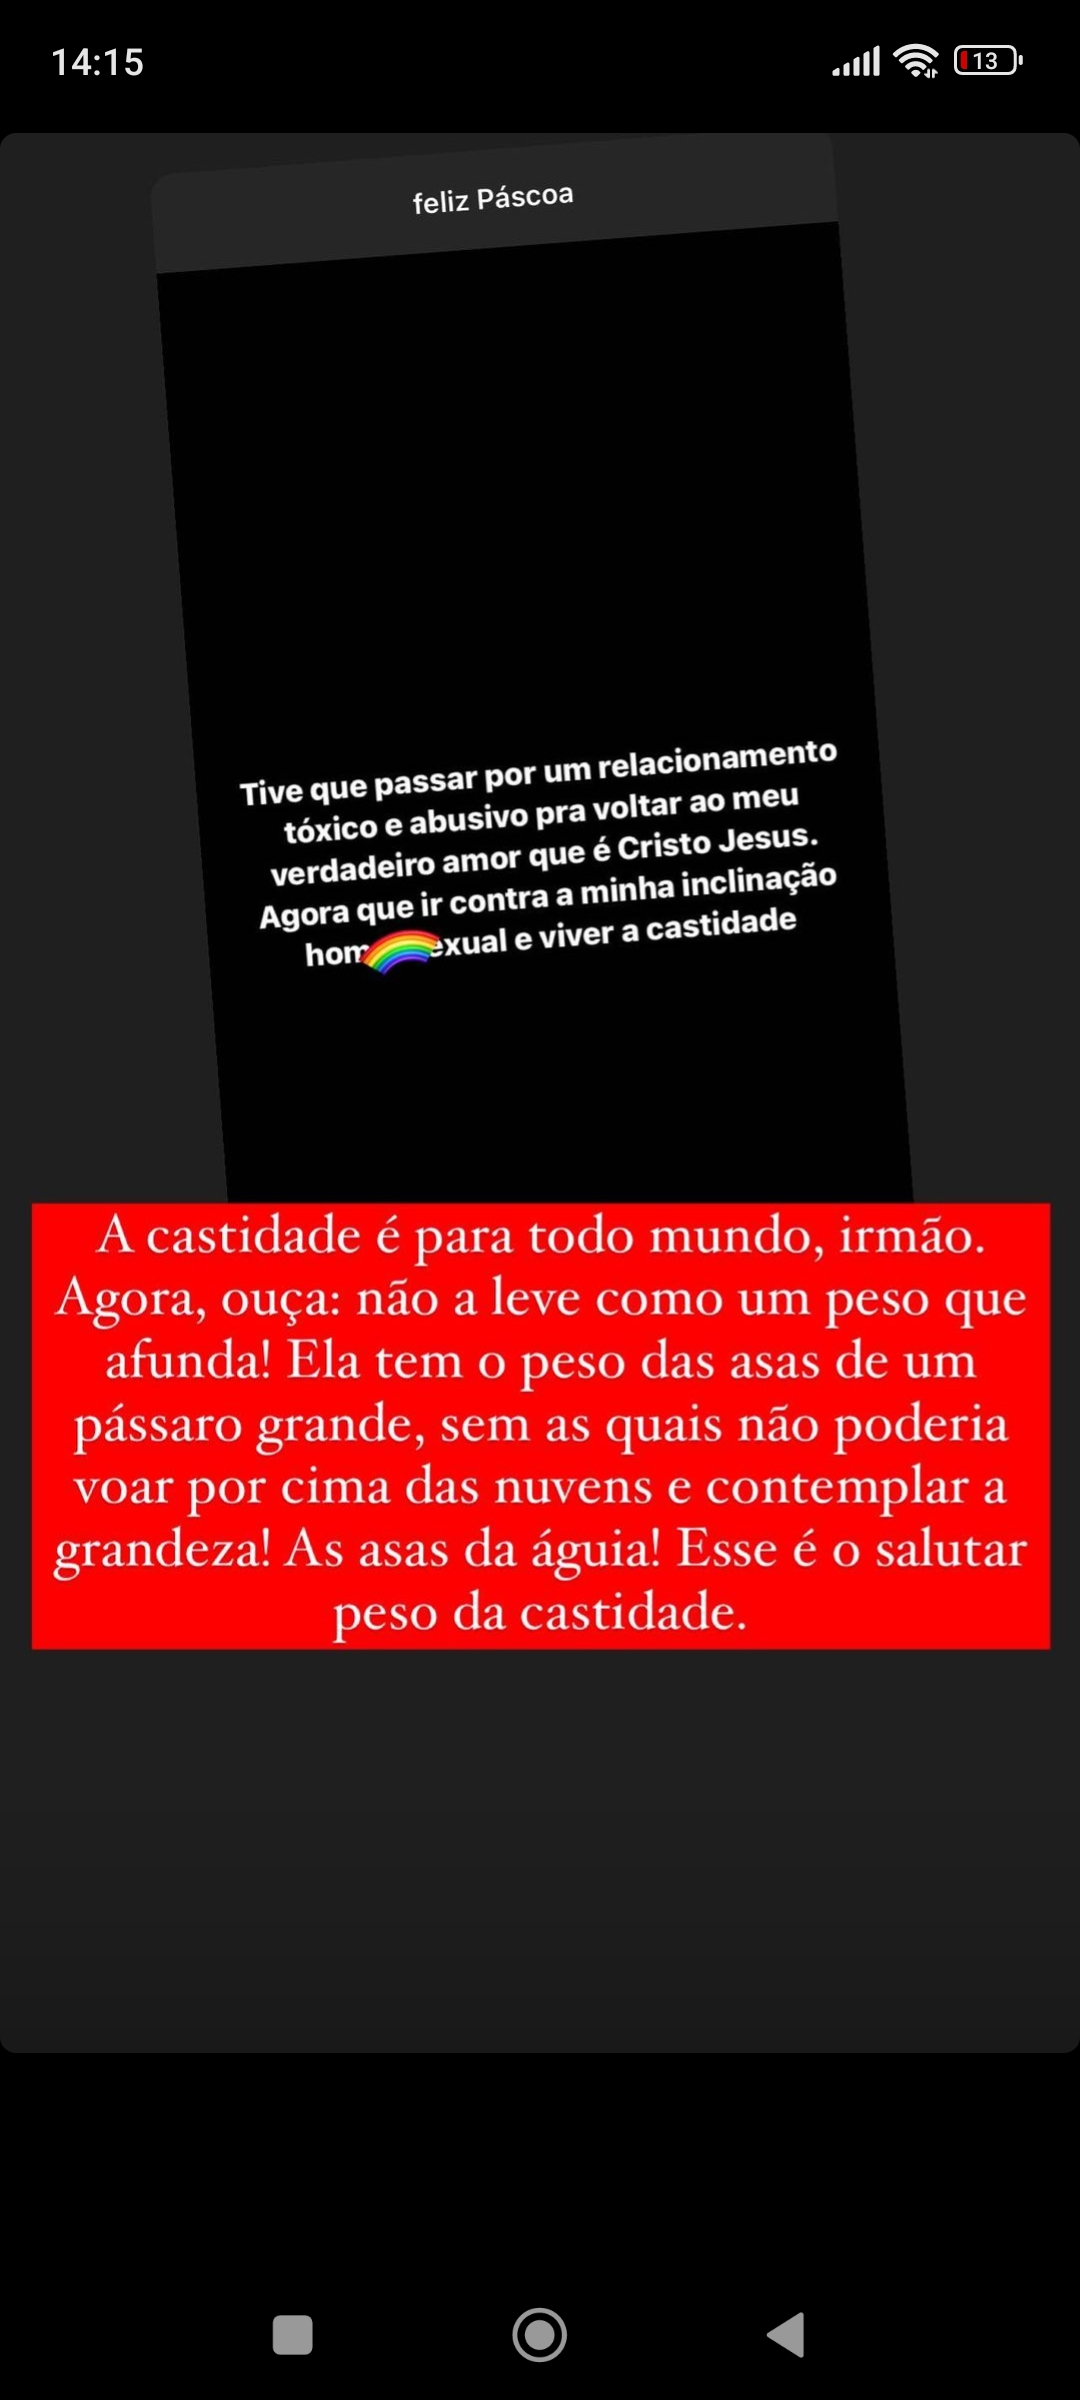 14:15
13
feliz Páscoa
Tive que passar por um relacionamento
tóxico e abusivo pra voltar ao meu
verdadeiro amor que é Cristo Jesus.
Agora que ir contra a minha inclinação
hom🌈exual e viver a castidade
A castidade é para todo mundo, irmão.
Agora, ouça: não a leve como um peso que
afunda! Ela tem o peso das asas de um
pássaro grande, sem as quais não poderia
voar por cima das nuvens e contemplar a
grandeza! As asas da águia! Esse é o salutar
peso da castidade.